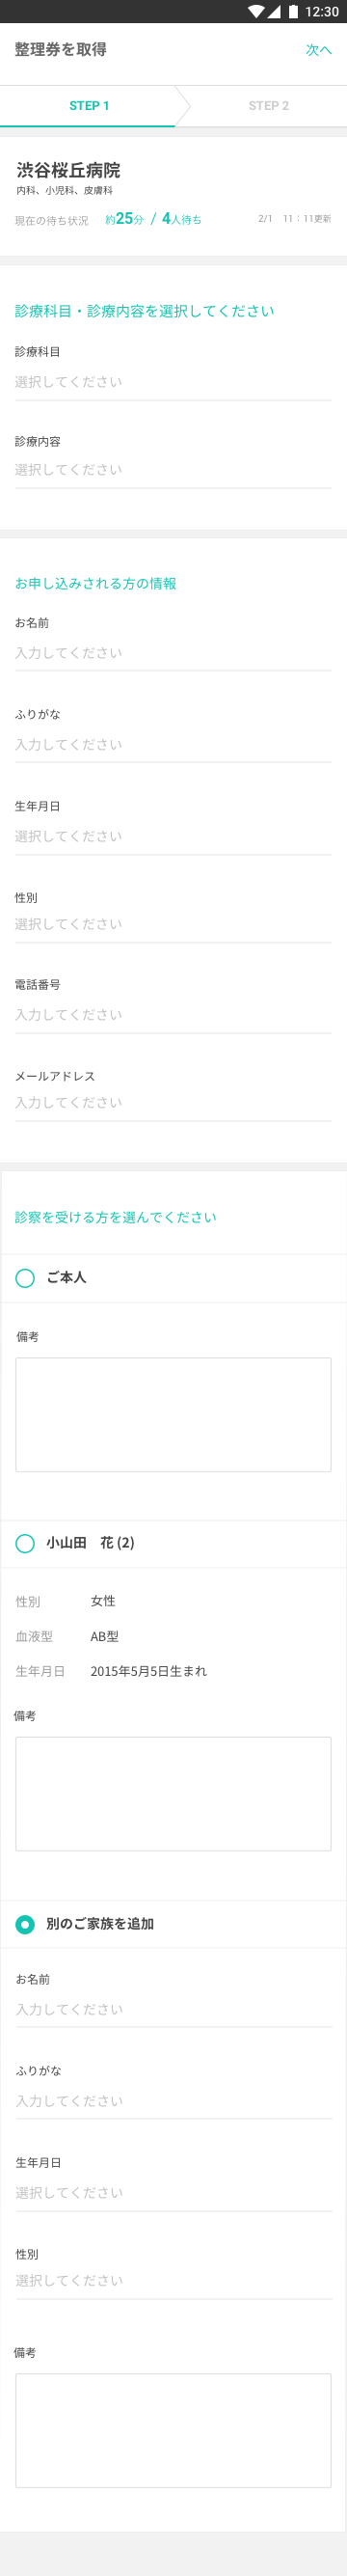 12:30
整理券を取得 次へ
STEP 1 STEP 2
渋谷桜丘病院
内科、小児科、皮膚科
現在の待ち状況 約25分 / 4人待ち 2/1 11：11更新
診療科目・診療内容を選択してください
診療科目
選択してください
診療内容
選択してください
お申し込みされる方の情報
お名前
入力してください
ふりがな
入力してください
生年月日
選択してください
性別
選択してください
電話番号
入力してください
メールアドレス
入力してください
診察を受ける方を選んでください
ご本人
備考
小山田　花 (2)
性別 女性
血液型 AB型
生年月日 2015年5月5日生まれ
備考
別のご家族を追加
お名前
入力してください
ふりがな
入力してください
生年月日
選択してください
性別
選択してください
備考